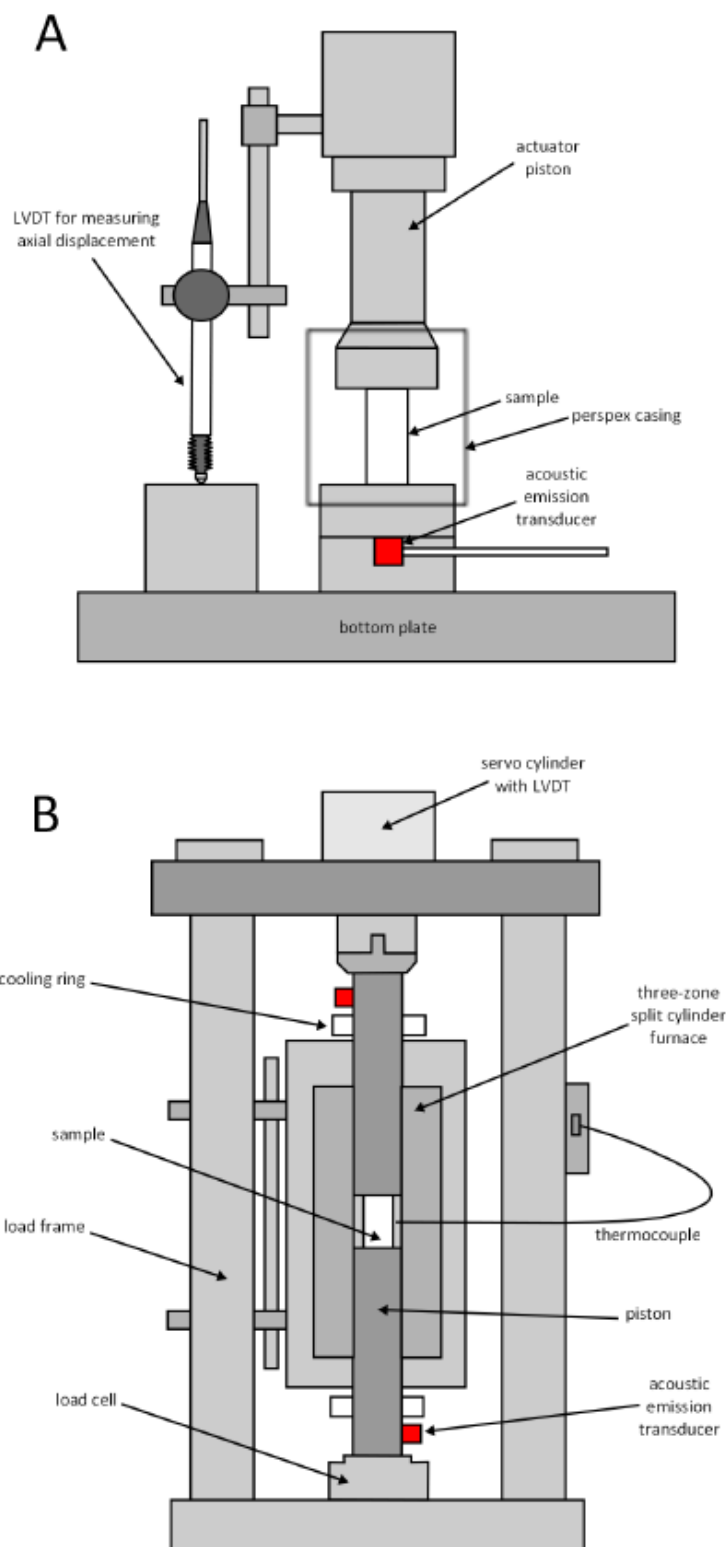 A
actuator
piston
LVDT for measuring
axial displacement
sample
perspex casing
acoustic
emission
transducer
bottom plate
servo cylinder
with LVDT
B
cooling ring
three-zone
split cylinder
furnace
sample
load frame
thermocouple
piston
load cell
acoustic
emission
transducer